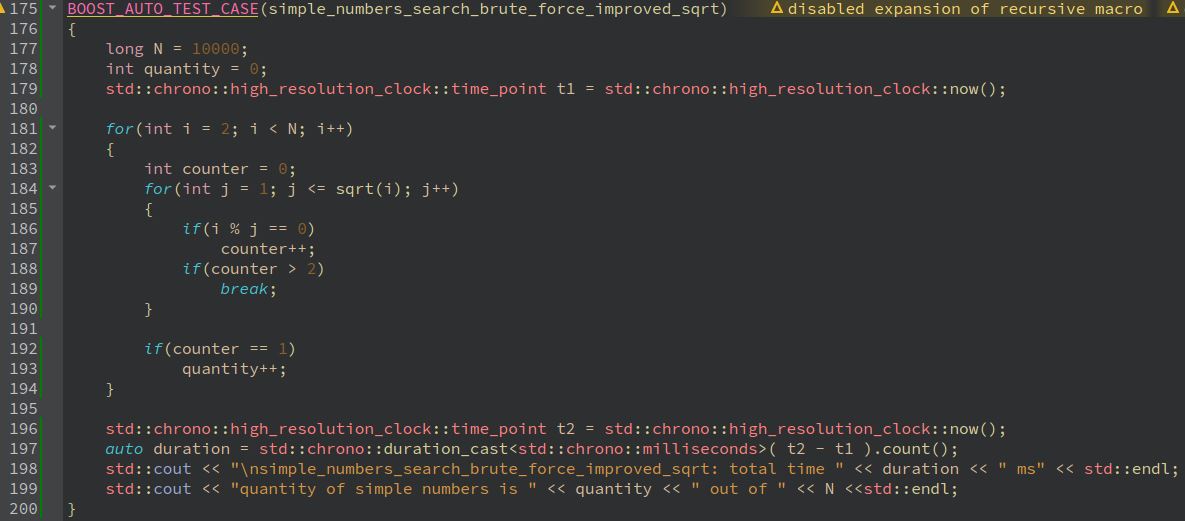 175 BOOST_AUTO_TEST_CASE(simple_numbers_search_brute_force_improved_sqrt) disabled expansion of recursive macro
176 {
177     long N = 10000;
178     int quantity = 0;
179     std::chrono::high_resolution_clock::time_point t1 = std::chrono::high_resolution_clock::now();
180
181     for(int i = 2; i < N; i++)
182     {
183         int counter = 0;
184         for(int j = 1; j <= sqrt(i); j++)
185         {
186             if(i % j == 0)
187                 counter++;
188             if(counter > 2)
189                 break;
190         }
191
192         if(counter == 1)
193             quantity++;
194     }
195
196     std::chrono::high_resolution_clock::time_point t2 = std::chrono::high_resolution_clock::now();
197     auto duration = std::chrono::duration_cast<std::chrono::milliseconds>( t2 - t1 ).count();
198     std::cout << "\nsimple_numbers_search_brute_force_improved_sqrt: total time " << duration << " ms" << std::endl;
199     std::cout << "quantity of simple numbers is " << quantity << " out of " << N <<std::endl;
200 }